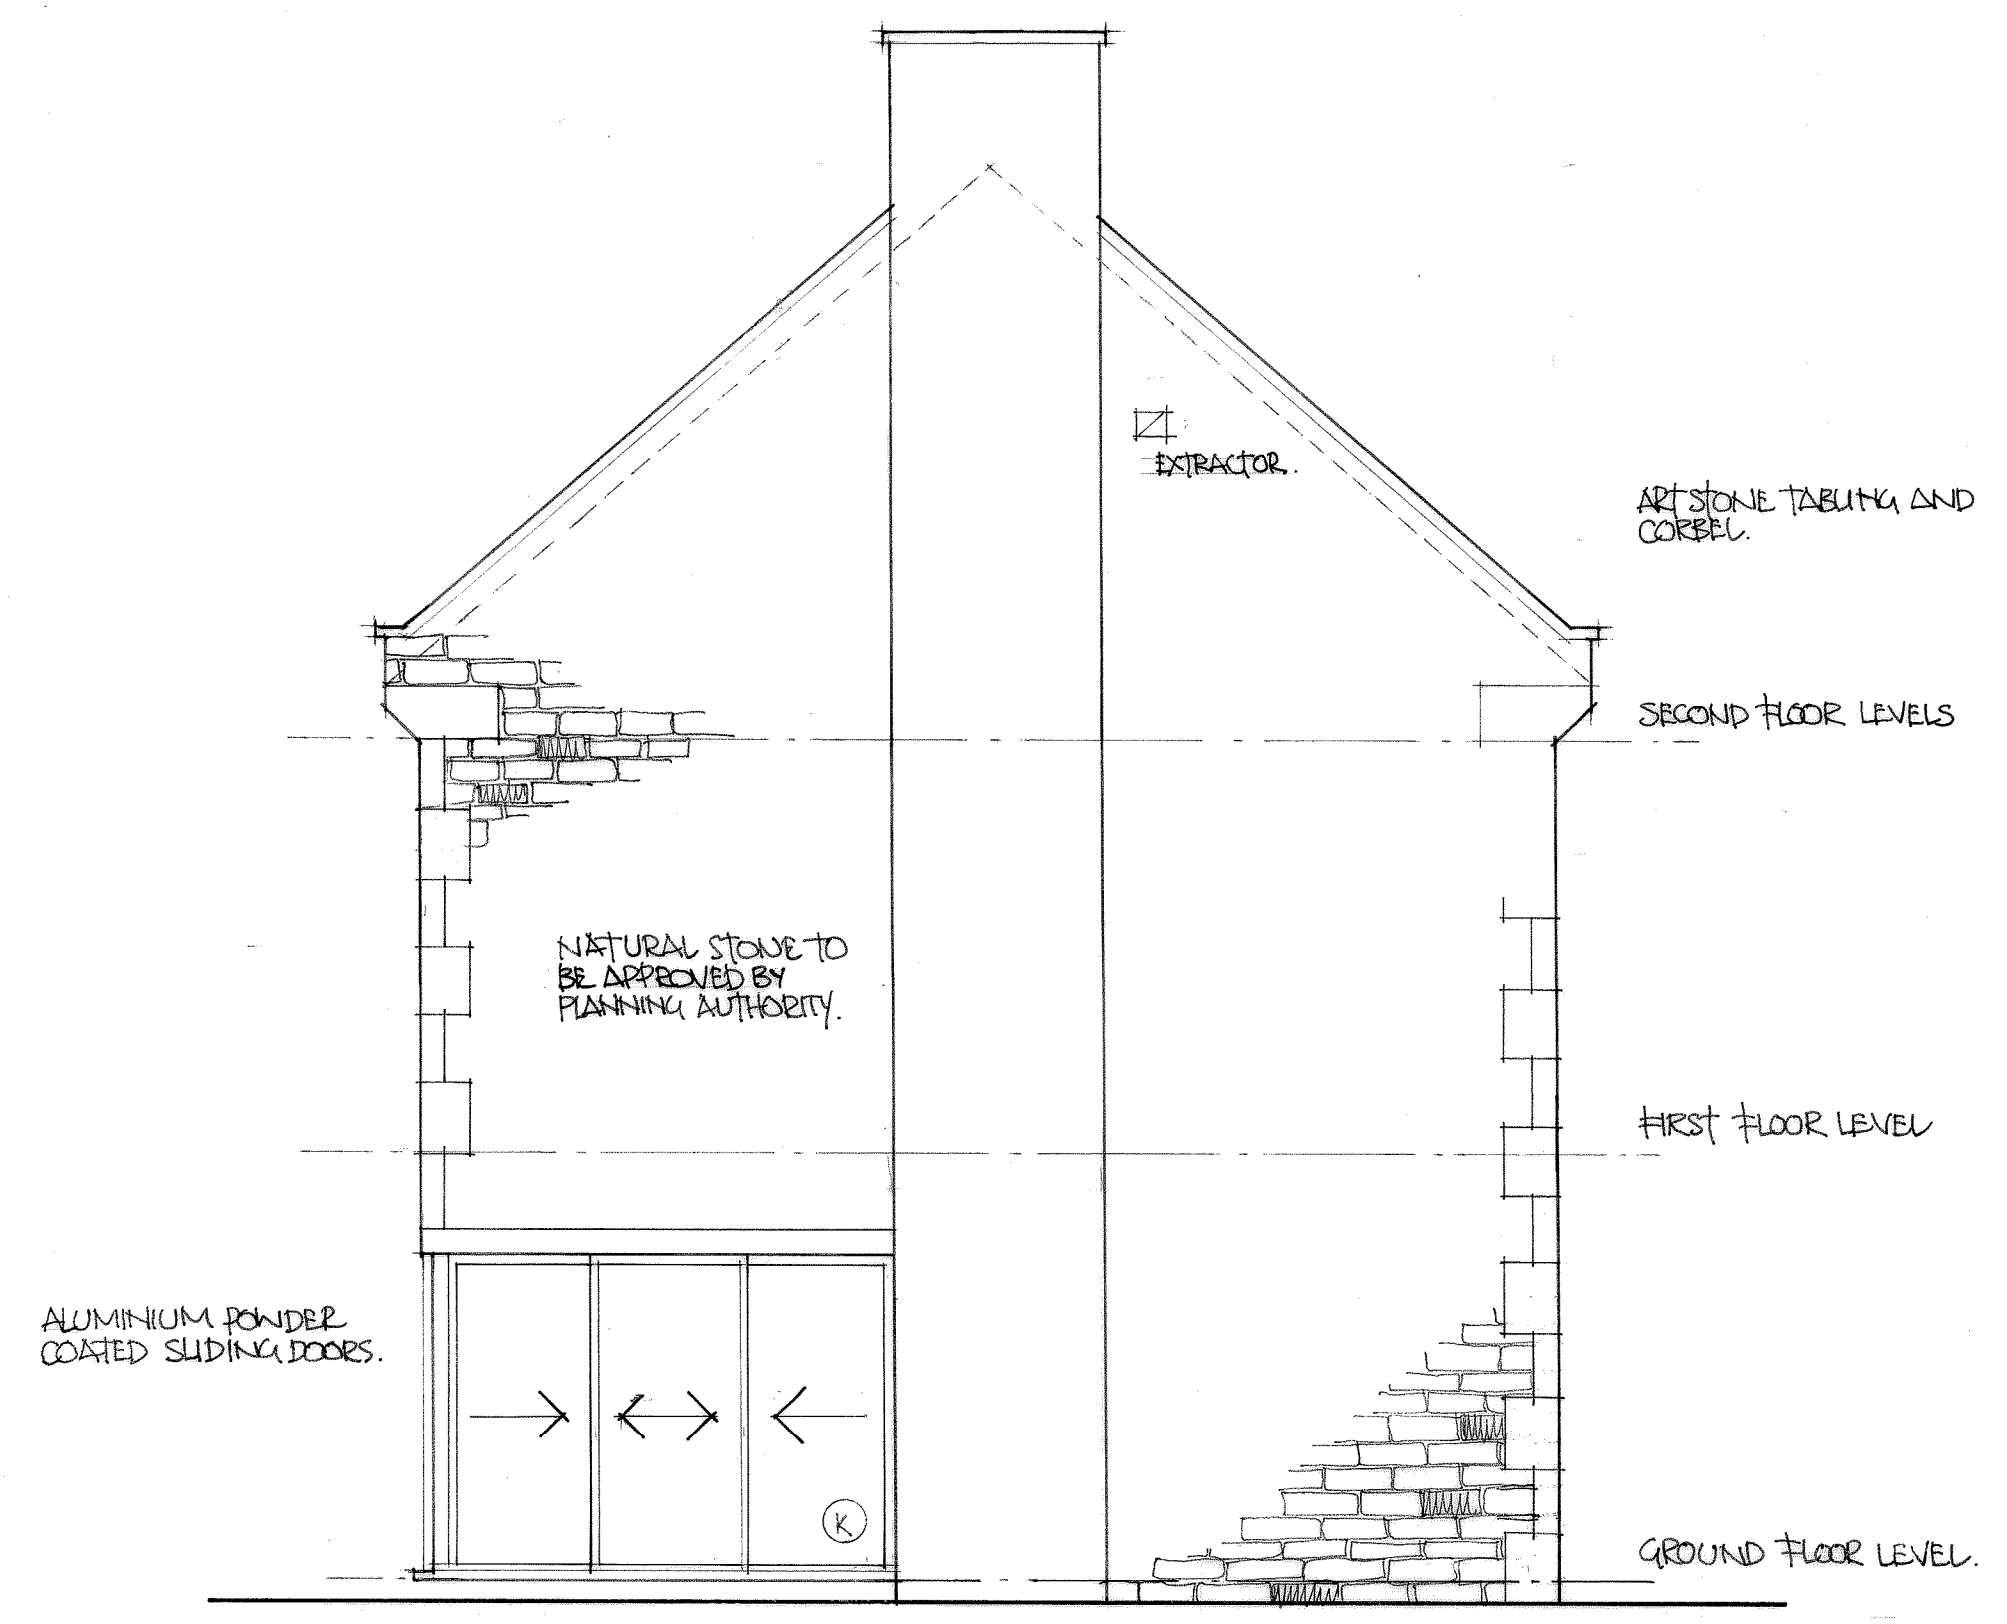 EXTRACTOR.
ART STONE TABLING AND
CORBEL.
SECOND FLOOR LEVELS
NATURAL STONE TO
BE APPROVED BY
PLANNING AUTHORITY.
FIRST FLOOR LEVEL
ALUMINIUM POWDER
COATED SLIDING DOORS.
K
GROUND FLOOR LEVEL.